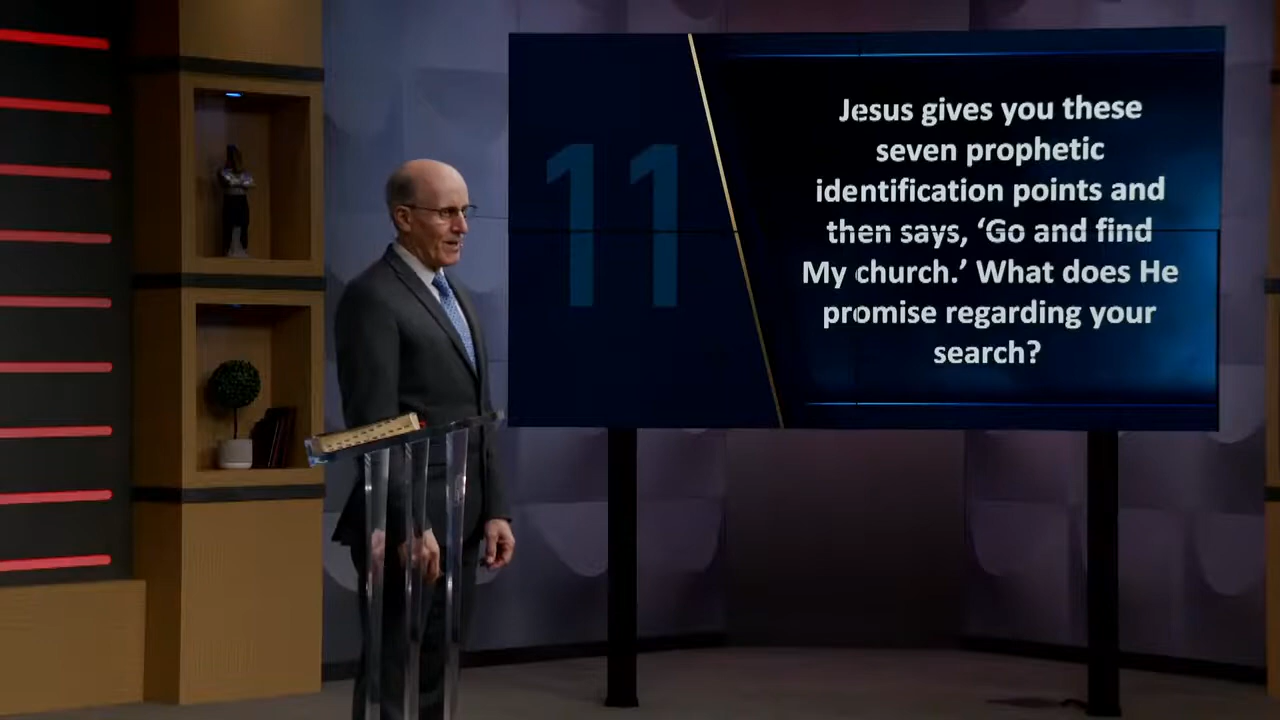 11
Jesus gives you these
seven prophetic
identification points and
then says, ‘Go and find
My church.’ What does He
promise regarding your
search?